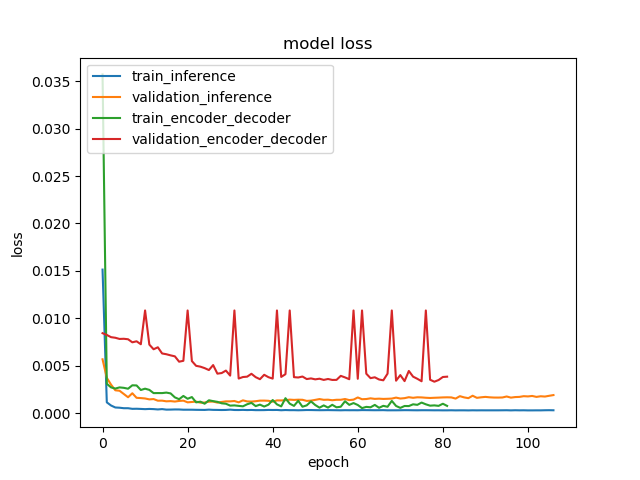 model loss
train_inference
validation_inference
train_encoder_decoder
validation_encoder_decoder
loss
0.035
0.030
0.025
0.020
0.015
0.010
0.005
0.000
0 20 40 60 80 100
epoch